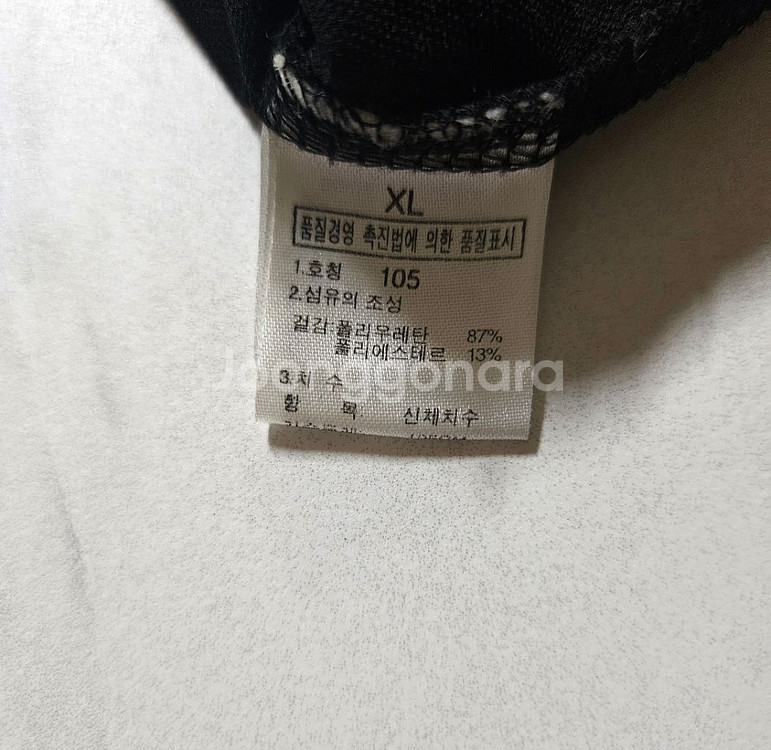 XL
품질경영 촉진법에 의한 품질표시
1.호칭 105
2.섬유의 조성
겉감:폴리우레탄 87%
폴리에스테르 13%
Joonggonara
3.치 수
항 목 신체치수